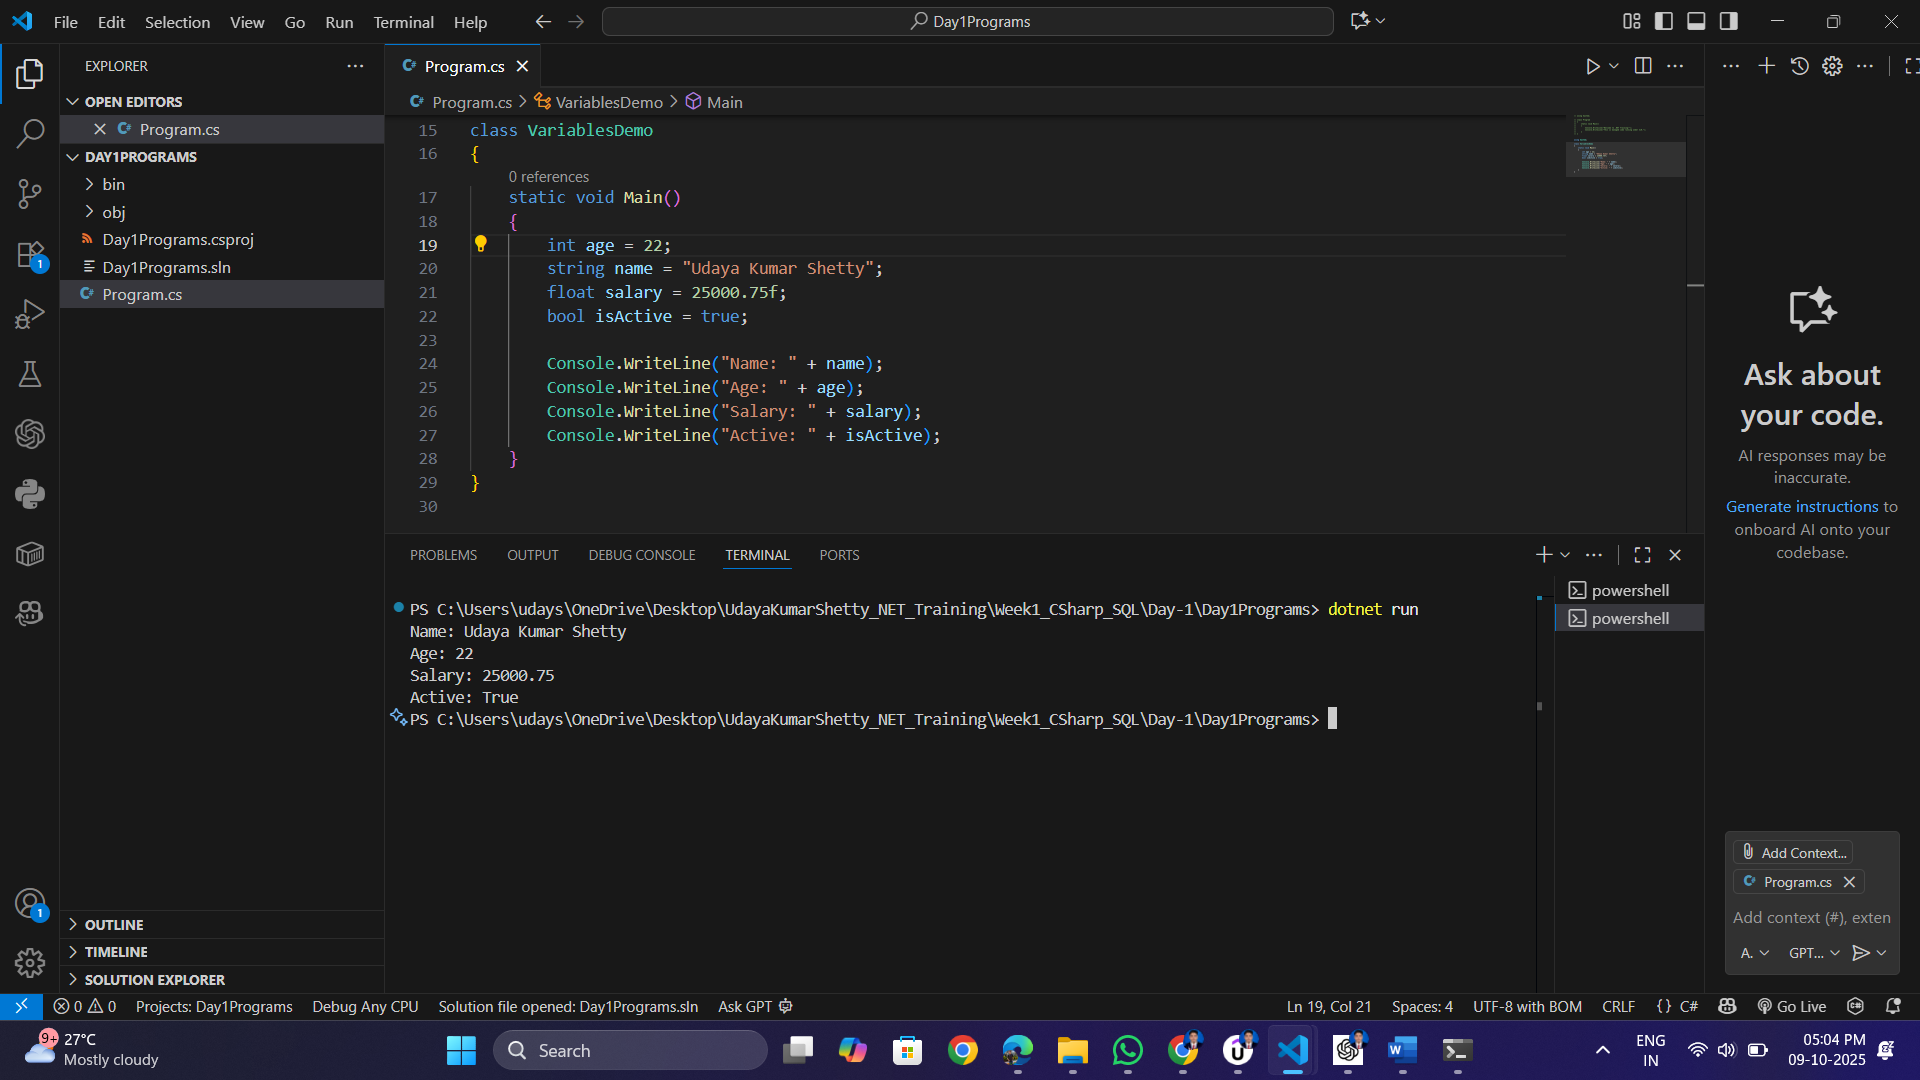 File Edit Selection View Go Run Terminal Help
Day1Programs
EXPLORER
OPEN EDITORS
Program.cs
DAY1PROGRAMS
bin
obj
Day1Programs.csproj
Day1Programs.sln
Program.cs
OUTLINE
TIMELINE
SOLUTION EXPLORER
1
1
Program.cs
Program.cs > VariablesDemo > Main
15 class VariablesDemo
16 {
0 references
17 static void Main()
18 {
19 int age = 22;
20 string name = "Udaya Kumar Shetty";
21 float salary = 25000.75f;
22 bool isActive = true;
23
24 Console.WriteLine("Name: " + name);
25 Console.WriteLine("Age: " + age);
26 Console.WriteLine("Salary: " + salary);
27 Console.WriteLine("Active: " + isActive);
28 }
29 }
30
PROBLEMS OUTPUT DEBUG CONSOLE TERMINAL PORTS
PS C:\Users\udays\OneDrive\Desktop\UdayaKumarShetty_NET_Training\Week1_CSharp_SQL\Day-1\Day1Programs> dotnet run
Name: Udaya Kumar Shetty
Age: 22
Salary: 25000.75
Active: True
PS C:\Users\udays\OneDrive\Desktop\UdayaKumarShetty_NET_Training\Week1_CSharp_SQL\Day-1\Day1Programs>
powershell
powershell
Ask about
your code.
AI responses may be
inaccurate.
Generate instructions to
onboard AI onto your
codebase.
Add Context...
Program.cs
Add context (#), exten
A. GPT...
0 0 Projects: Day1Programs Debug Any CPU Solution file opened: Day1Programs.sln Ask GPT
Ln 19, Col 21 Spaces: 4 UTF-8 with BOM CRLF {} C# Go Live
9+ 27°C
Mostly cloudy
Search
ENG
IN
05:04 PM
09-10-2025